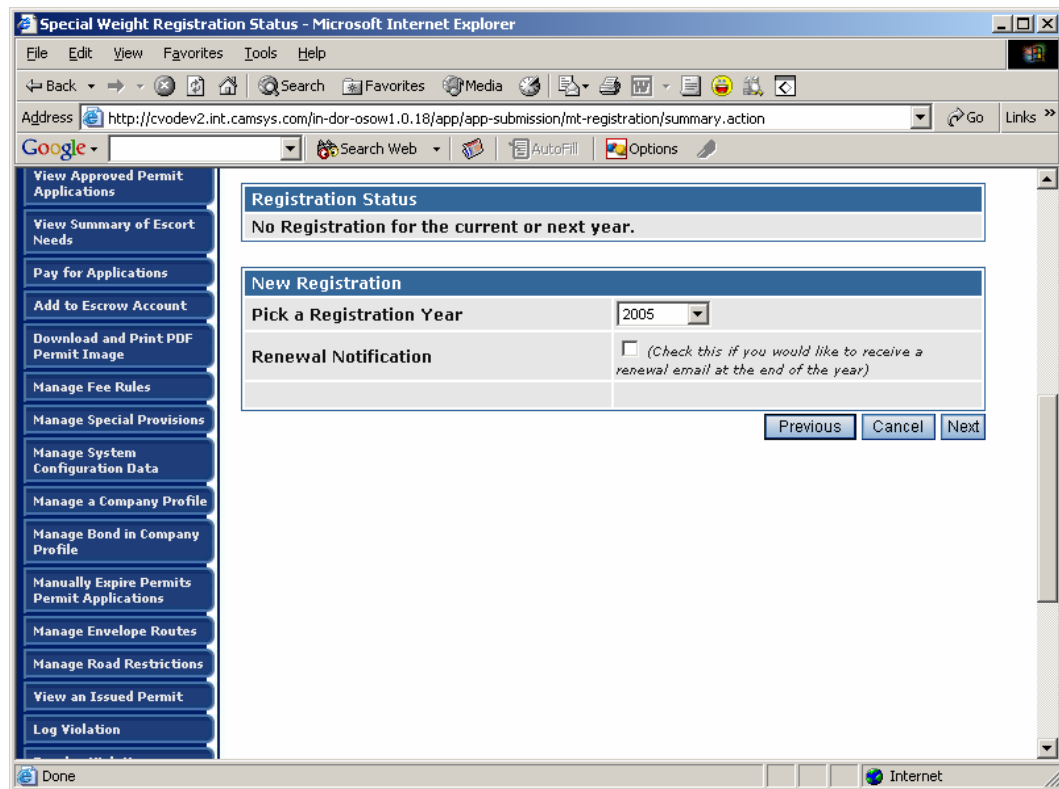 Special Weight Registration Status - Microsoft Internet Explorer
File Edit View Favorites Tools Help
Back Search Favorites Media
Address http://cvodev2.int.camsys.com/in-dor-osow1.0.18/app/app-submission/mt-registration/summary.action Go Links »
Google Search Web AutoFill Options
View Approved Permit
Applications
View Summary of Escort
Needs
Pay for Applications
Add to Escrow Account
Download and Print PDF
Permit Image
Manage Fee Rules
Manage Special Provisions
Manage System
Configuration Data
Manage a Company Profile
Manage Bond in Company
Profile
Manually Expire Permits
Permit Applications
Manage Envelope Routes
Manage Road Restrictions
View an Issued Permit
Log Violation
Registration Status
No Registration for the current or next year.
New Registration
Pick a Registration Year 2005
Renewal Notification (Check this if you would like to receive a
renewal email at the end of the year)
Previous Cancel Next
Done Internet